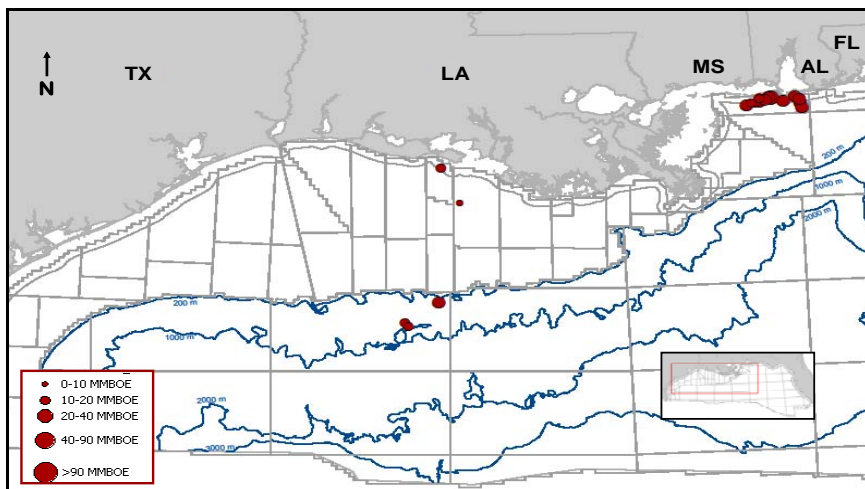 FL
TX
LA
MS
AL
N
200 m
1000 m
2000 m
200 m
1000 m
2000 m
3000 m
0-10 MMBOE
10-20 MMBOE
20-40 MMBOE
40-90 MMBOE
>90 MMBOE